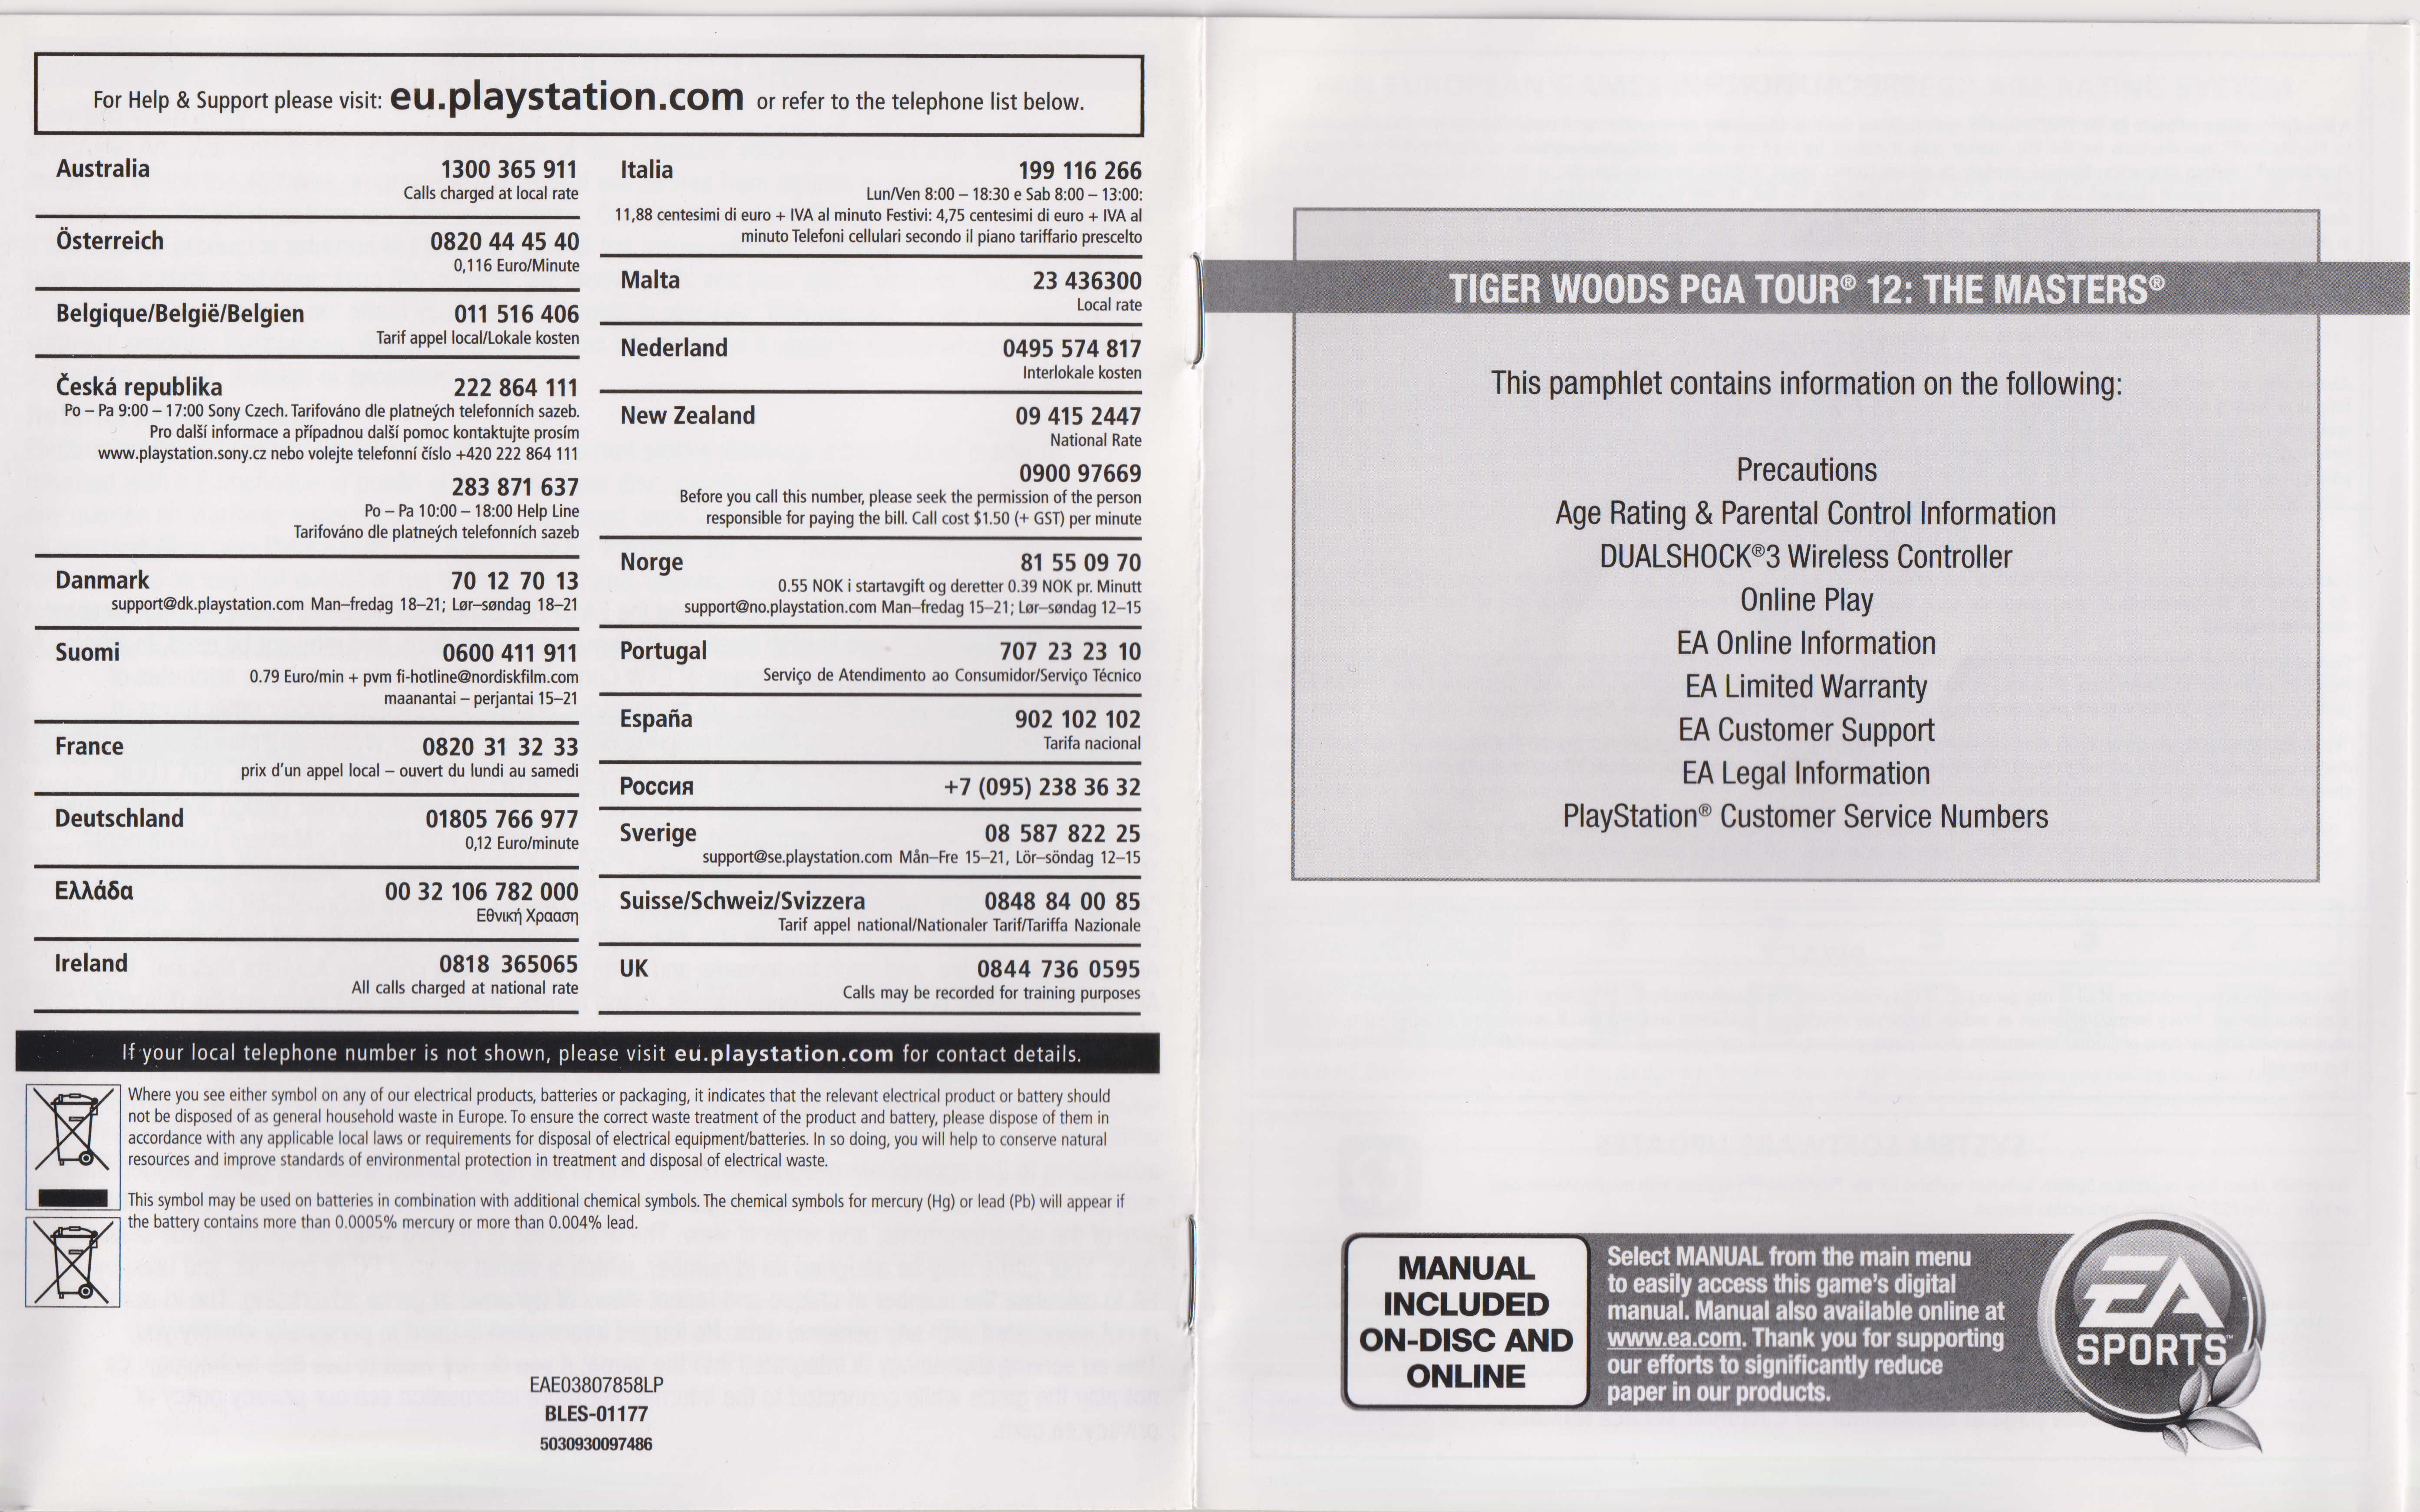 For Help & Support please visit: eu.playstation.com or refer to the telephone list below.
Australia 1300 365 911
Calls charged at local rate
Österreich 0820 44 45 40
0,116 Euro/Minute
Belgique/België/Belgien 011 516 406
Tarif appel local/Lokale kosten
Česká republika 222 864 111
Po – Pa 9:00 – 17:00 Sony Czech. Tarifováno dle platneých telefonních sazeb.
Pro další informace a případnou další pomoc kontaktujte prosím
www.playstation.sony.cz nebo volejte telefonní číslo +420 222 864 111
283 871 637
Po – Pa 10:00 – 18:00 Help Line
Tarifováno dle platneých telefonních sazeb
Danmark 70 12 70 13
support@dk.playstation.com Man–fredag 18–21; Lør–søndag 18–21
Suomi 0600 411 911
0.79 Euro/min + pvm fi-hotline@nordiskfilm.com
maanantai – perjantai 15–21
France 0820 31 32 33
prix d'un appel local – ouvert du lundi au samedi
Deutschland 01805 766 977
0,12 Euro/minute
Ελλάδα 00 32 106 782 000
Εθνική Χρααση
Ireland 0818 365065
All calls charged at national rate
Italia 199 116 266
Lun/Ven 8:00 – 18:30 e Sab 8:00 – 13:00:
11,88 centesimi di euro + IVA al minuto Festivi: 4,75 centesimi di euro + IVA al
minuto Telefoni cellulari secondo il piano tariffario prescelto
Malta 23 436300
Local rate
Nederland 0495 574 817
Interlokale kosten
New Zealand 09 415 2447
National Rate
0900 97669
Before you call this number, please seek the permission of the person
responsible for paying the bill. Call cost $1.50 (+ GST) per minute
Norge 81 55 09 70
0.55 NOK i startavgift og deretter 0.39 NOK pr. Minutt
support@no.playstation.com Man–fredag 15–21; Lør–søndag 12–15
Portugal 707 23 23 10
Serviço de Atendimento ao Consumidor/Serviço Técnico
España 902 102 102
Tarifa nacional
Россия +7 (095) 238 36 32
Sverige 08 587 822 25
support@se.playstation.com Mån–Fre 15–21, Lör–söndag 12–15
Suisse/Schweiz/Svizzera 0848 84 00 85
Tarif appel national/Nationaler Tarif/Tariffa Nazionale
UK 0844 736 0595
Calls may be recorded for training purposes
If your local telephone number is not shown, please visit eu.playstation.com for contact details.
Where you see either symbol on any of our electrical products, batteries or packaging, it indicates that the relevant electrical product or battery should
not be disposed of as general household waste in Europe. To ensure the correct waste treatment of the product and battery, please dispose of them in
accordance with any applicable local laws or requirements for disposal of electrical equipment/batteries. In so doing, you will help to conserve natural
resources and improve standards of environmental protection in treatment and disposal of electrical waste.
This symbol may be used on batteries in combination with additional chemical symbols. The chemical symbols for mercury (Hg) or lead (Pb) will appear if
the battery contains more than 0.0005% mercury or more than 0.004% lead.
EAE03807858LP
BLES-01177
5030930097486
TIGER WOODS PGA TOUR® 12: THE MASTERS®
This pamphlet contains information on the following:
Precautions
Age Rating & Parental Control Information
DUALSHOCK®3 Wireless Controller
Online Play
EA Online Information
EA Limited Warranty
EA Customer Support
EA Legal Information
PlayStation® Customer Service Numbers
MANUAL
INCLUDED
ON-DISC AND
ONLINE
Select MANUAL from the main menu
to easily access this game's digital
manual. Manual also available online at
www.ea.com. Thank you for supporting
our efforts to significantly reduce
paper in our products.
EA
SPORTS™